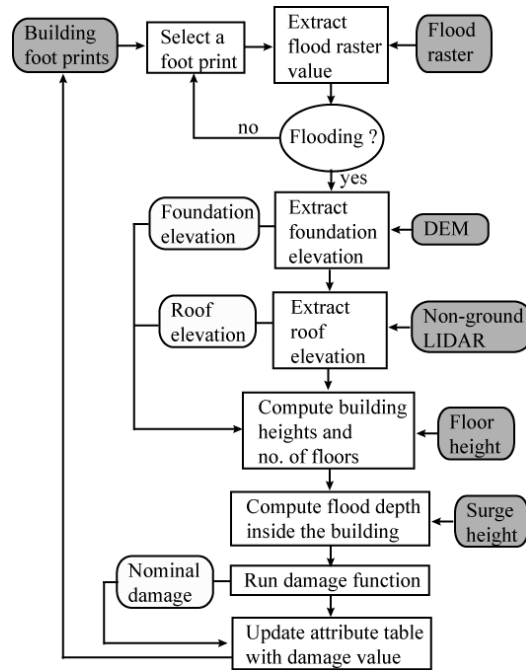 Building
foot prints
Select a
foot print
Extract
flood raster
value
Flood
raster
no
Flooding ?
yes
Foundation
elevation
Extract
foundation
elevation
DEM
Roof
elevation
Extract
roof
elevation
Non-ground
LIDAR
Compute building
heights and
no. of floors
Floor
height
Compute flood depth
inside the building
Surge
height
Nominal
damage
Run damage function
Update attribute table
with damage value